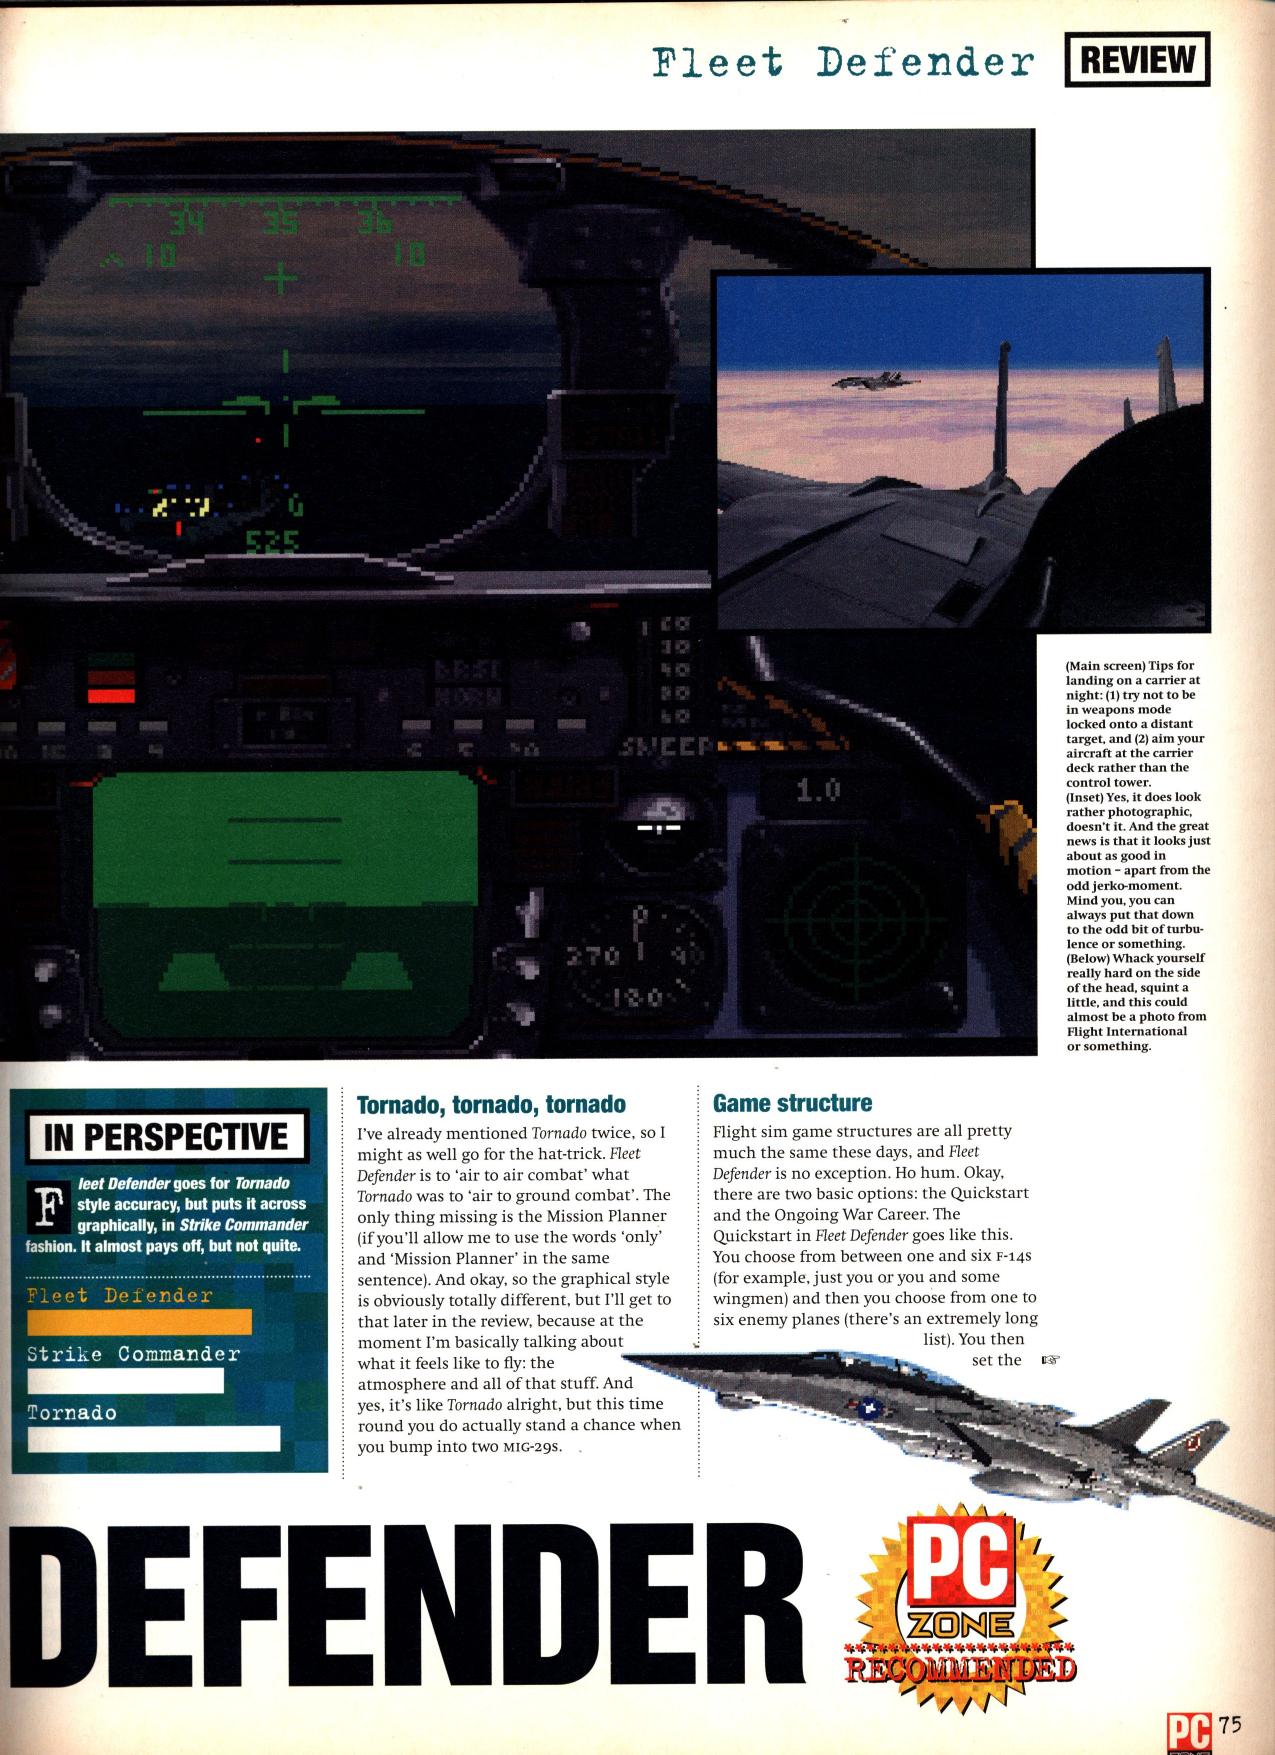 Fleet Defender REVIEW
34 35 36
10 10
0
525
SWEEP
1.0
0
270 90
180
(Main screen) Tips for
landing on a carrier at
night: (1) try not to be
in weapons mode
locked onto a distant
target, and (2) aim your
aircraft at the carrier
deck rather than the
control tower.
(Inset) Yes, it does look
rather photographic,
doesn't it. And the great
news is that it looks just
about as good in
motion – apart from the
odd jerko-moment.
Mind you, you can
always put that down
to the odd bit of turbu-
lence or something.
(Below) Whack yourself
really hard on the side
of the head, squint a
little, and this could
almost be a photo from
Flight International
or something.
IN PERSPECTIVE
Fleet Defender goes for Tornado
style accuracy, but puts it across
graphically, in Strike Commander
fashion. It almost pays off, but not quite.
Fleet Defender
Strike Commander
Tornado
Tornado, tornado, tornado
I've already mentioned Tornado twice, so I
might as well go for the hat-trick. Fleet
Defender is to 'air to air combat' what
Tornado was to 'air to ground combat'. The
only thing missing is the Mission Planner
(if you'll allow me to use the words 'only'
and 'Mission Planner' in the same
sentence). And okay, so the graphical style
is obviously totally different, but I'll get to
that later in the review, because at the
moment I'm basically talking about
what it feels like to fly: the
atmosphere and all of that stuff. And
yes, it's like Tornado alright, but this time
round you do actually stand a chance when
you bump into two MIG-29s.
Game structure
Flight sim game structures are all pretty
much the same these days, and Fleet
Defender is no exception. Ho hum. Okay,
there are two basic options: the Quickstart
and the Ongoing War Career. The
Quickstart in Fleet Defender goes like this.
You choose from between one and six F-14s
(for example, just you or you and some
wingmen) and then you choose from one to
six enemy planes (there's an extremely long
list). You then
set the ☞
DEFENDER
PC
ZONE
RECOMMENDED
PC 75